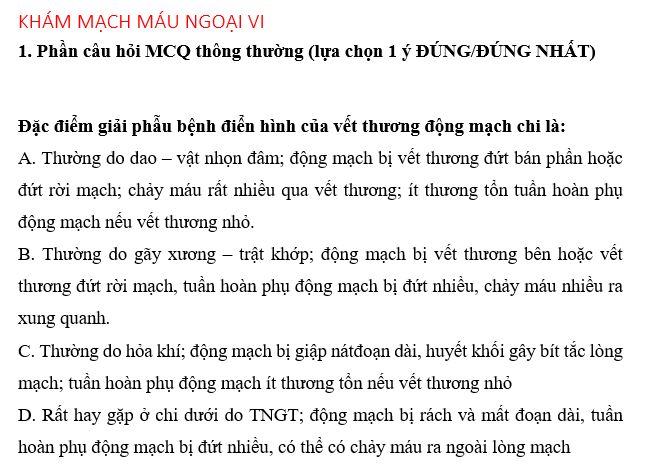 KHÁM MẠCH MÁU NGOẠI VI
1. Phần câu hỏi MCQ thông thường (lựa chọn 1 ý ĐÚNG/ĐÚNG NHẤT)
Đặc điểm giải phẫu bệnh điển hình của vết thương động mạch chi là:
A. Thường do dao – vật nhọn đâm; động mạch bị vết thương đứt bán phần hoặc
đứt rời mạch; chảy máu rất nhiều qua vết thương; ít thương tổn tuần hoàn phụ
động mạch nếu vết thương nhỏ.
B. Thường do gãy xương – trật khớp; động mạch bị vết thương bên hoặc vết
thương đứt rời mạch, tuần hoàn phụ động mạch bị đứt nhiều, chảy máu nhiều ra
xung quanh.
C. Thường do hỏa khí; động mạch bị giập nátđoạn dài, huyết khối gây bít tắc lòng
mạch; tuần hoàn phụ động mạch ít thương tổn nếu vết thương nhỏ
D. Rất hay gặp ở chi dưới do TNGT; động mạch bị rách và mất đoạn dài, tuần
hoàn phụ động mạch bị đứt nhiều, có thể có chảy máu ra ngoài lòng mạch